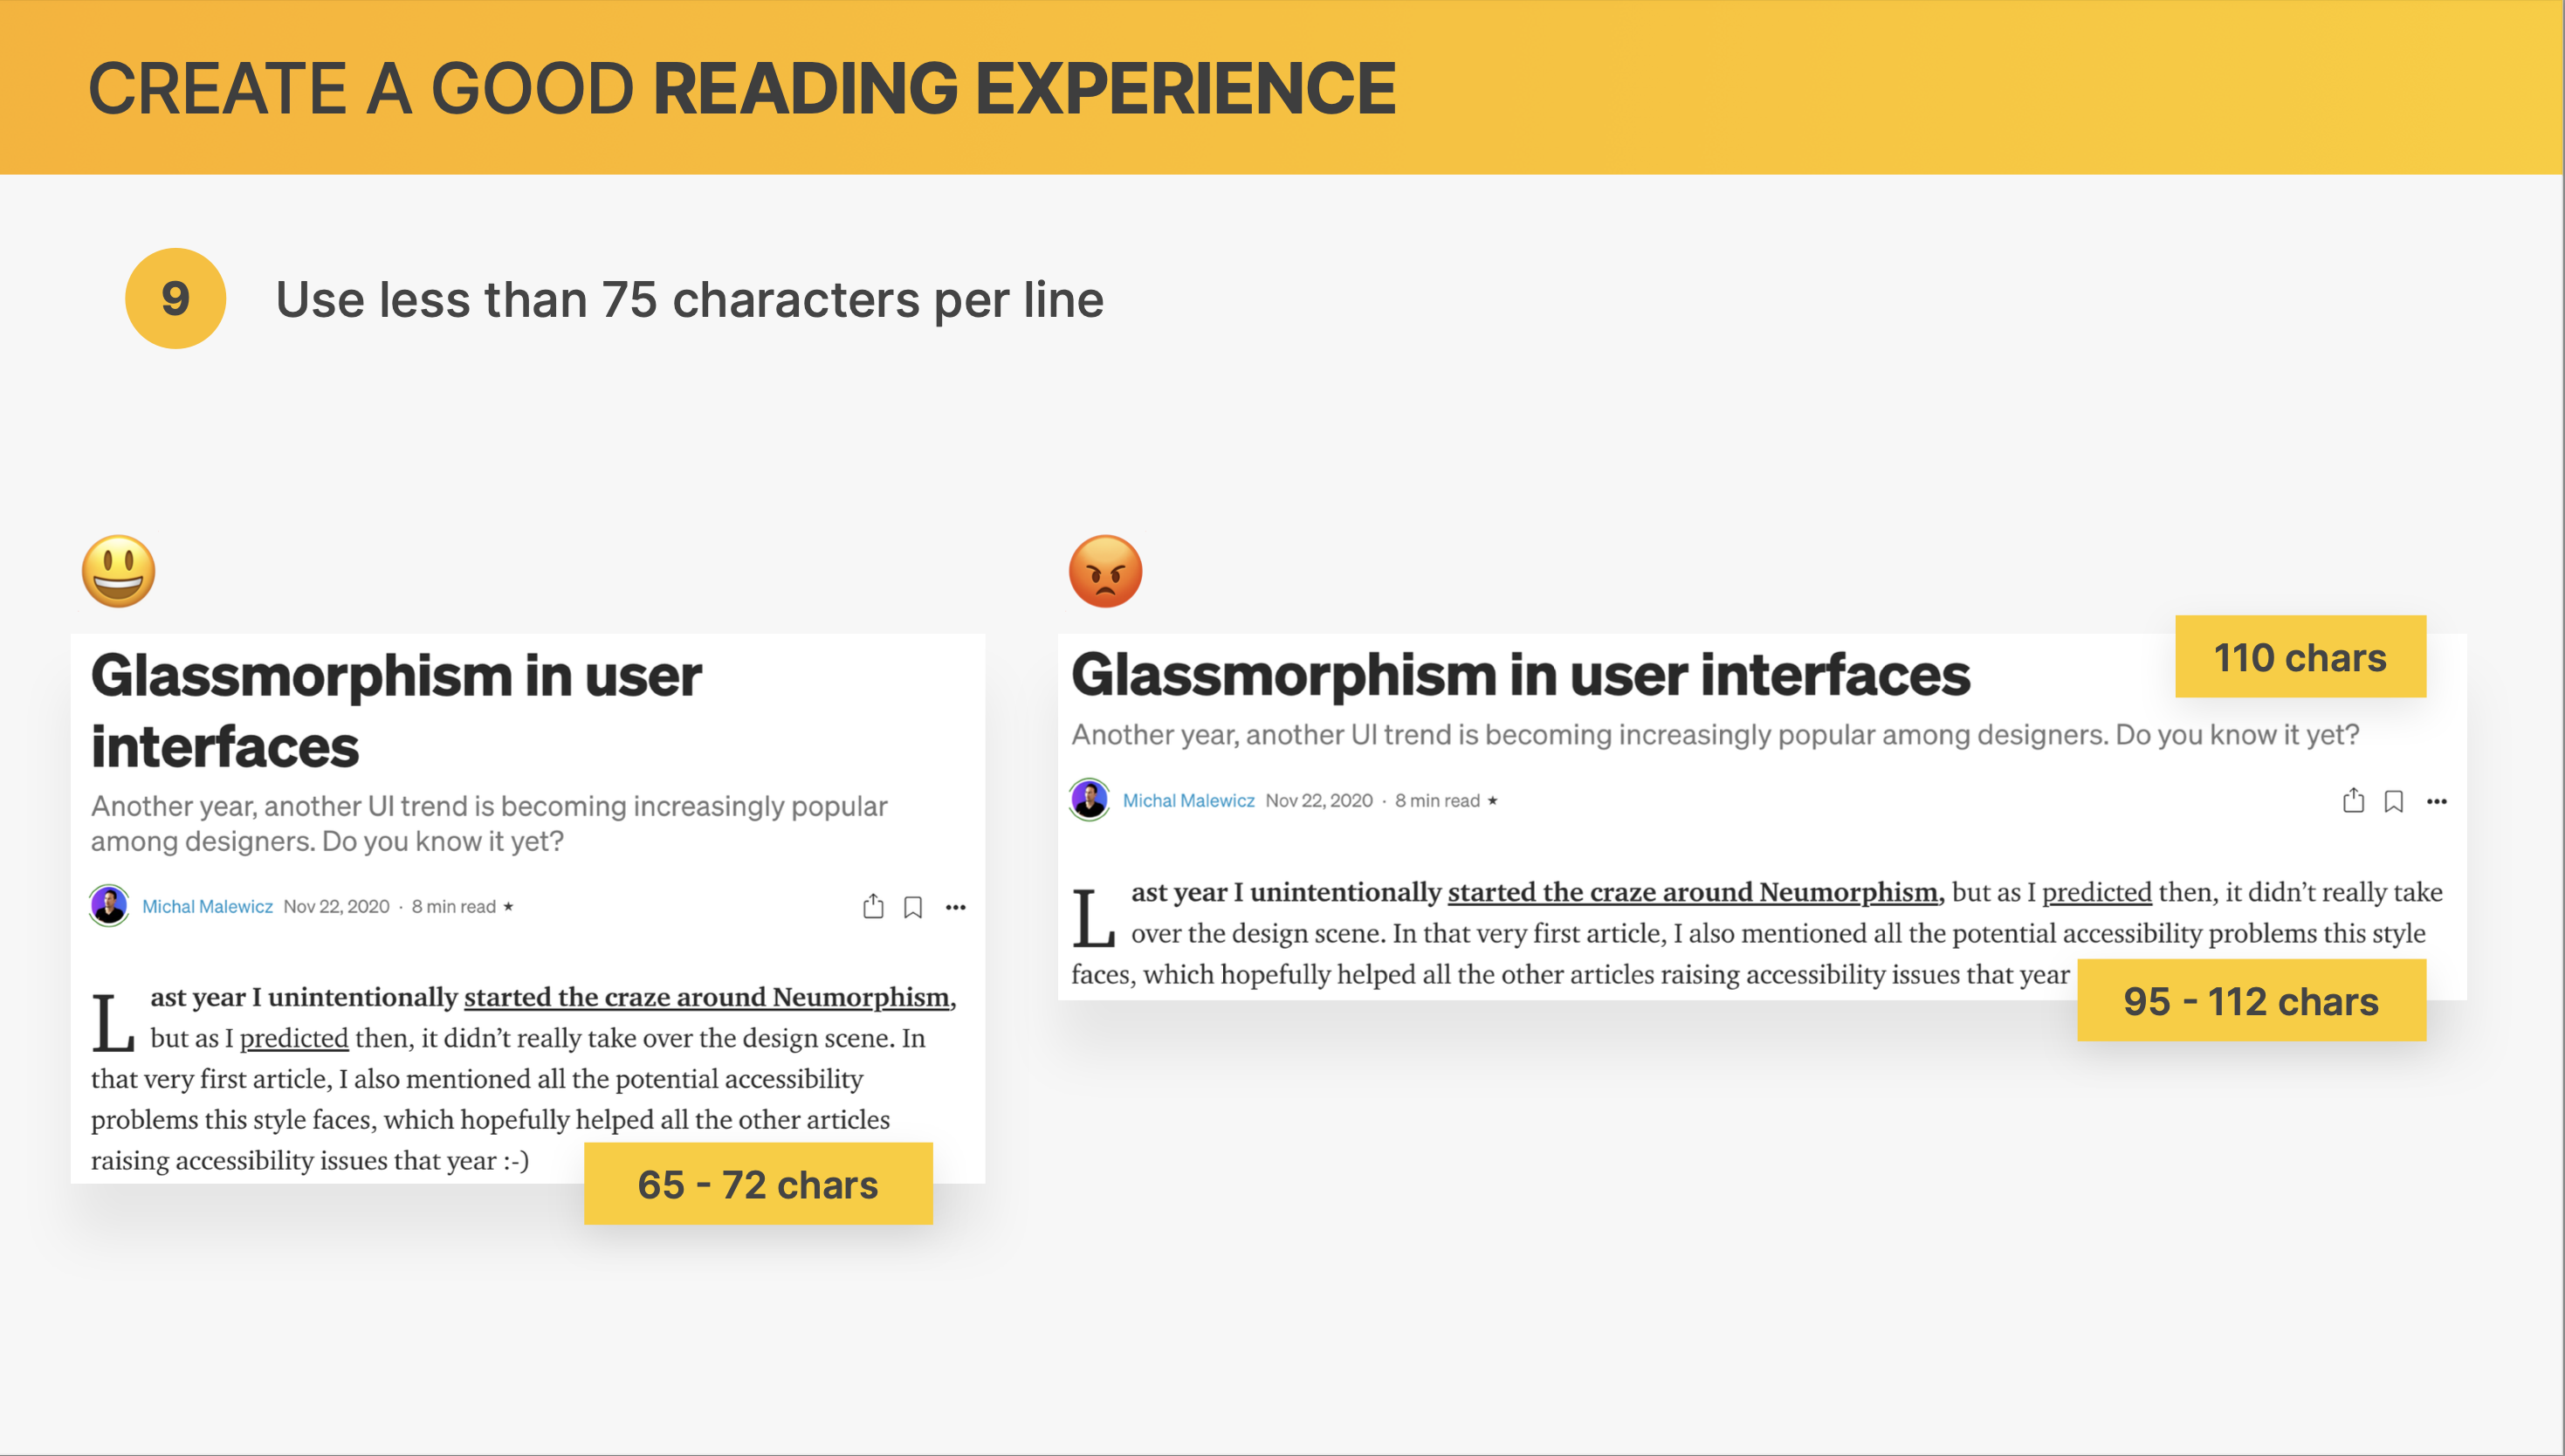 CREATE A GOOD READING EXPERIENCE
9
Use less than 75 characters per line
Glassmorphism in user
interfaces
Another year, another UI trend is becoming increasingly popular
among designers. Do you know it yet?
Michal Malewicz Nov 22, 2020 · 8 min read ★
Last year I unintentionally started the craze around Neumorphism,
but as I predicted then, it didn’t really take over the design scene. In
that very first article, I also mentioned all the potential accessibility
problems this style faces, which hopefully helped all the other articles
raising accessibility issues that year :-)
65 - 72 chars
110 chars
Glassmorphism in user interfaces
Another year, another UI trend is becoming increasingly popular among designers. Do you know it yet?
Michal Malewicz Nov 22, 2020 · 8 min read ★
Last year I unintentionally started the craze around Neumorphism, but as I predicted then, it didn’t really take
over the design scene. In that very first article, I also mentioned all the potential accessibility problems this style
faces, which hopefully helped all the other articles raising accessibility issues that year
95 - 112 chars